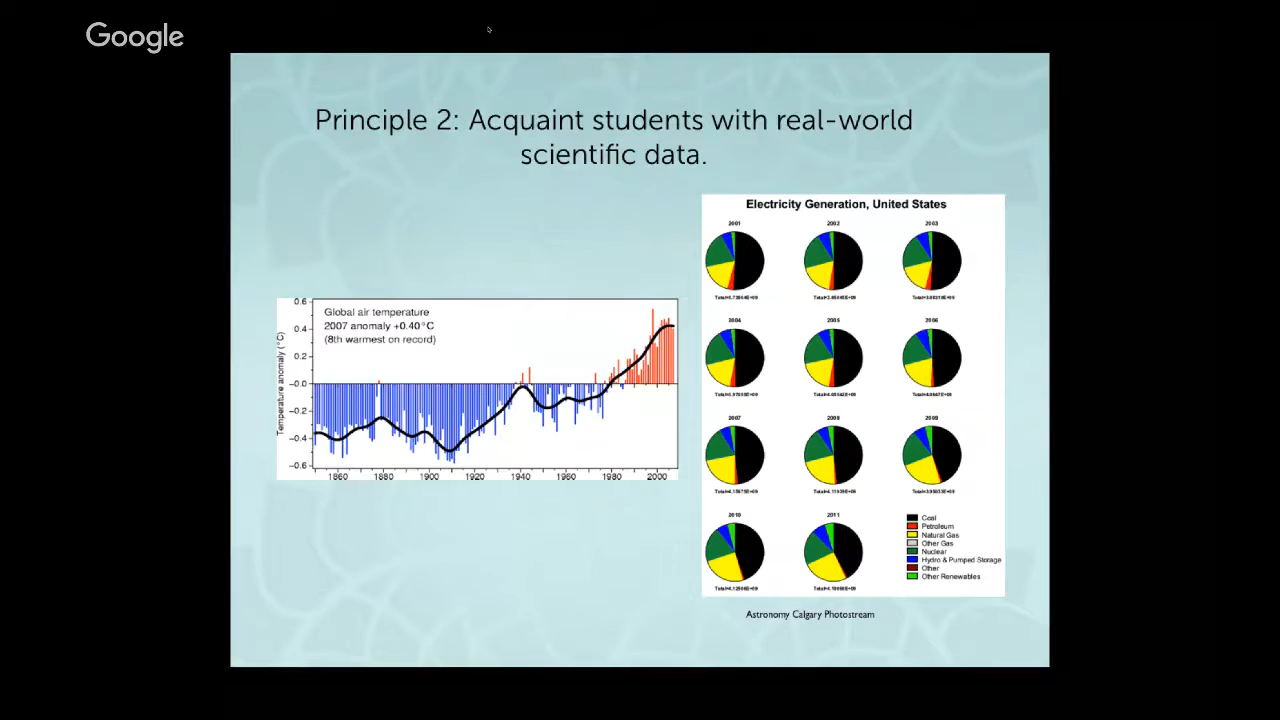 Google
Principle 2: Acquaint students with real-world
scientific data.
Global air temperature
2007 anomaly +0.40°C
(8th warmest on record)
Temperature anomaly (°C)
0.6
0.4
0.2
–0.0
–0.2
–0.4
–0.6
1860 1880 1900 1920 1940 1960 1980 2000
Electricity Generation, United States
2001 2002 2003
2004 2005 2006
2007 2008 2009
2010 2011
Coal
Petroleum
Natural Gas
Other Gas
Nuclear
Hydro & Pumped Storage
Other
Other Renewables
Astronomy Calgary Photostream